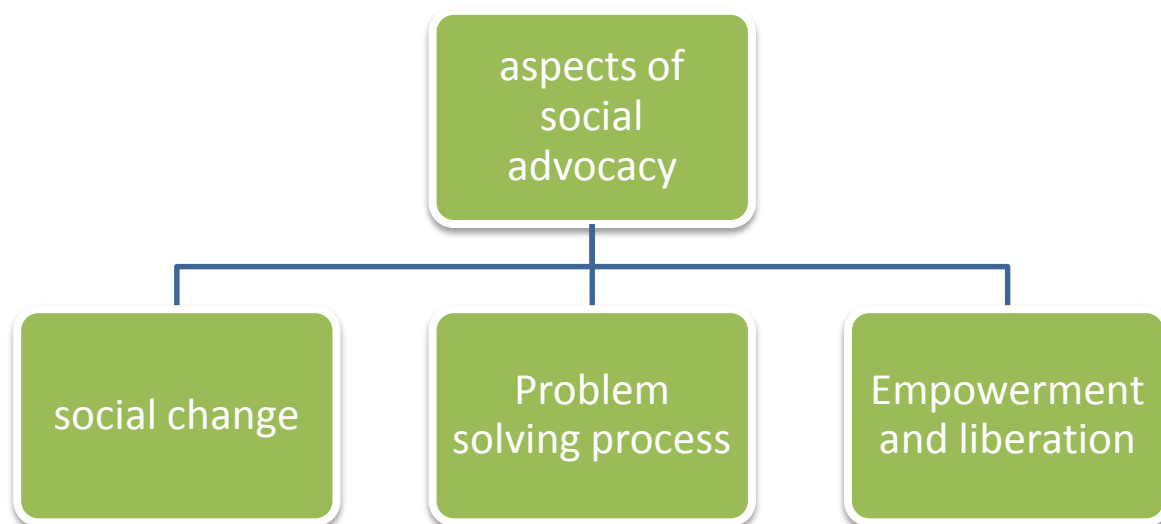 aspects of
social
advocacy
social change
Problem
solving process
Empowerment
and liberation